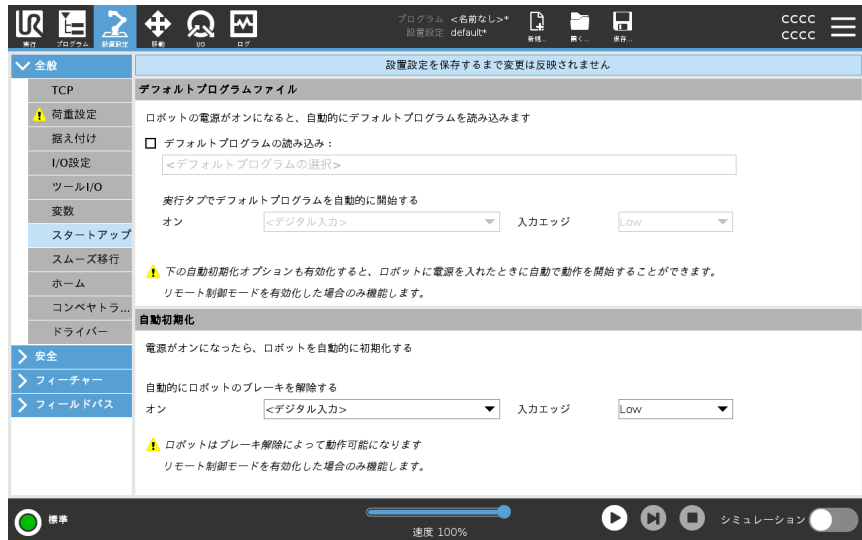 UR
実行
プログラム
設置設定
移動
I/O
ログ
プログラム <名前なし>*
設置設定 default*
新規...
開く...
保存...
cccc
cccc
全般
設置設定を保存するまで変更は反映されません
TCP
荷重設定
据え付け
I/O設定
ツールI/O
変数
スタートアップ
スムーズ移行
ホーム
コンベヤトラ...
ドライバー
安全
フィーチャー
フィールドバス
デフォルトプログラムファイル
ロボットの電源がオンになると、自動的にデフォルトプログラムを読み込みます
デフォルトプログラムの読み込み：
<デフォルトプログラムの選択>
実行タブでデフォルトプログラムを自動的に開始する
オン <デジタル入力> 入力エッジ Low
下の自動初期化オプションも有効化すると、ロボットに電源を入れたときに自動で動作を開始することができます。
リモート制御モードを有効化した場合のみ機能します。
自動初期化
電源がオンになったら、ロボットを自動的に初期化する
自動的にロボットのブレーキを解除する
オン <デジタル入力> 入力エッジ Low
ロボットはブレーキ解除によって動作可能になります
リモート制御モードを有効化した場合のみ機能します。
標準
速度 100%
シミュレーション